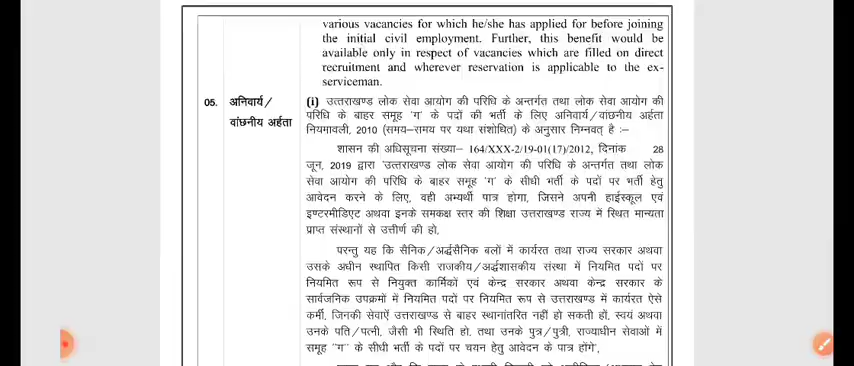 various vacancies for which he/she has applied for before joining
the initial civil employment. Further, this benefit would be
available only in respect of vacancies which are filled on direct
recruitment and wherever reservation is applicable to the ex-
serviceman.
05. अनिवार्य/
वांछनीय अर्हता
(i) उत्तराखण्ड लोक सेवा आयोग की परिधि के अन्तर्गत तथा लोक सेवा आयोग की
परिधि के बाहर समूह 'ग' के पदों की भर्ती के लिए अनिवार्य/वांछनीय अर्हता
नियमावली, 2010 (समय–समय पर यथा संशोधित) के अनुसार निम्नवत् है :–
शासन की अधिसूचना संख्या– 164/XXX-2/19-01(17)/2012, दिनांक 28
जून, 2019 द्वारा 'उत्तराखण्ड लोक सेवा आयोग की परिधि के अन्तर्गत तथा लोक
सेवा आयोग की परिधि के बाहर समूह 'ग' के सीधी भर्ती के पदों पर भर्ती हेतु
आवेदन करने के लिए, वही अभ्यर्थी पात्र होगा, जिसने अपनी हाईस्कूल एवं
इण्टरमीडिएट अथवा इनके समकक्ष स्तर की शिक्षा उत्तराखण्ड राज्य में स्थित मान्यता
प्राप्त संस्थानों से उत्तीर्ण की हो,
परन्तु यह कि सैनिक/अर्द्धसैनिक बलों में कार्यरत तथा राज्य सरकार अथवा
उसके अधीन स्थापित किसी राजकीय/अर्द्धशासकीय संस्था में नियमित पदों पर
नियमित रूप से नियुक्त कार्मिकों एवं केन्द्र सरकार अथवा केन्द्र सरकार के
सार्वजनिक उपक्रमों में नियमित पदों पर नियमित रूप से उत्तराखण्ड में कार्यरत ऐसे
कर्मी, जिनकी सेवाऐं उत्तराखण्ड से बाहर स्थानांतरित नहीं हो सकती हों, स्वयं अथवा
उनके पति/पत्नी, जैसी भी स्थिति हो, तथा उनके पुत्र/पुत्री, राज्याधीन सेवाओं में
समूह "ग" के सीधी भर्ती के पदों पर चयन हेतु आवेदन के पात्र होंगे",